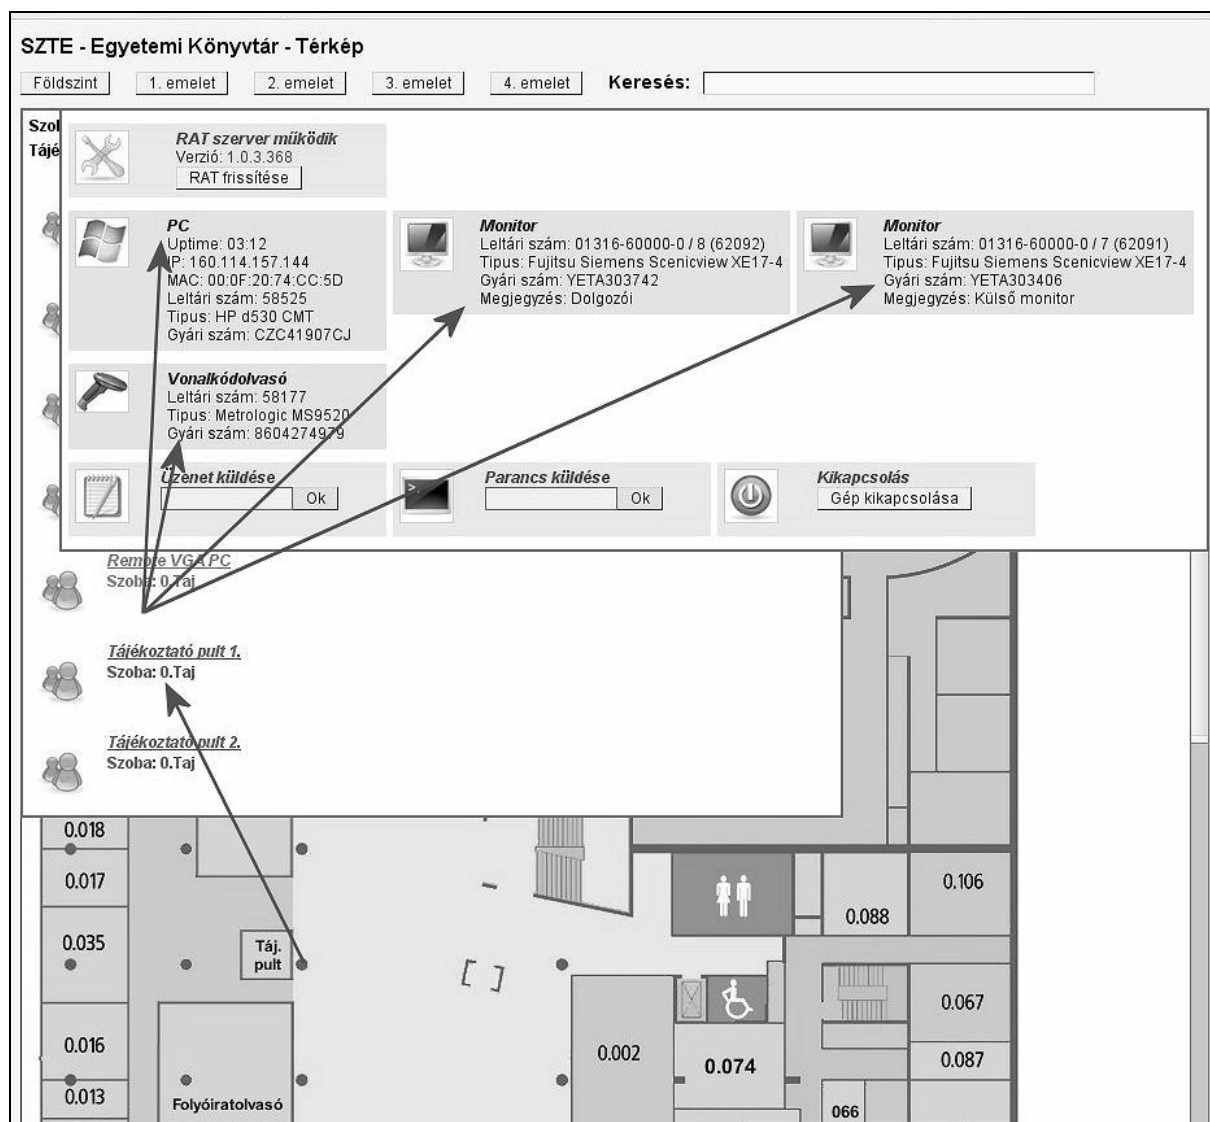 SZTE - Egyetemi Könyvtár - Térkép
Földszint 1. emelet 2. emelet 3. emelet 4. emelet Keresés:
RAT szerver működik
Verzió: 1.0.3.368
RAT frissítése
PC
Uptime: 03:12
IP: 160.114.157.144
MAC: 00:0F:20:74:CC:5D
Leltári szám: 58525
Tipus: HP d530 CMT
Gyári szám: CZC41907CJ
Monitor
Leltári szám: 01316-60000-0 / 8 (62092)
Tipus: Fujitsu Siemens Scenicview XE17-4
Gyári szám: YETA303742
Megjegyzés: Dolgozói
Monitor
Leltári szám: 01316-60000-0 / 7 (62091)
Tipus: Fujitsu Siemens Scenicview XE17-4
Gyári szám: YETA303406
Megjegyzés: Külső monitor
Vonalkódolvasó
Leltári szám: 58177
Tipus: Metrologic MS9520
Gyári szám: 8604274979
Üzenet küldése
Ok
Parancs küldése
Ok
Kikapcsolás
Gép kikapcsolása
Remote VGA PC
Szoba: 0.Taj
Tájékoztató pult 1.
Szoba: 0.Taj
Tájékoztató pult 2.
Szoba: 0.Taj
0.018
0.017
0.106
0.088
0.035
Táj.
pult
0.067
0.016
0.002
0.074
0.087
0.013
Folyóiratolvasó
066